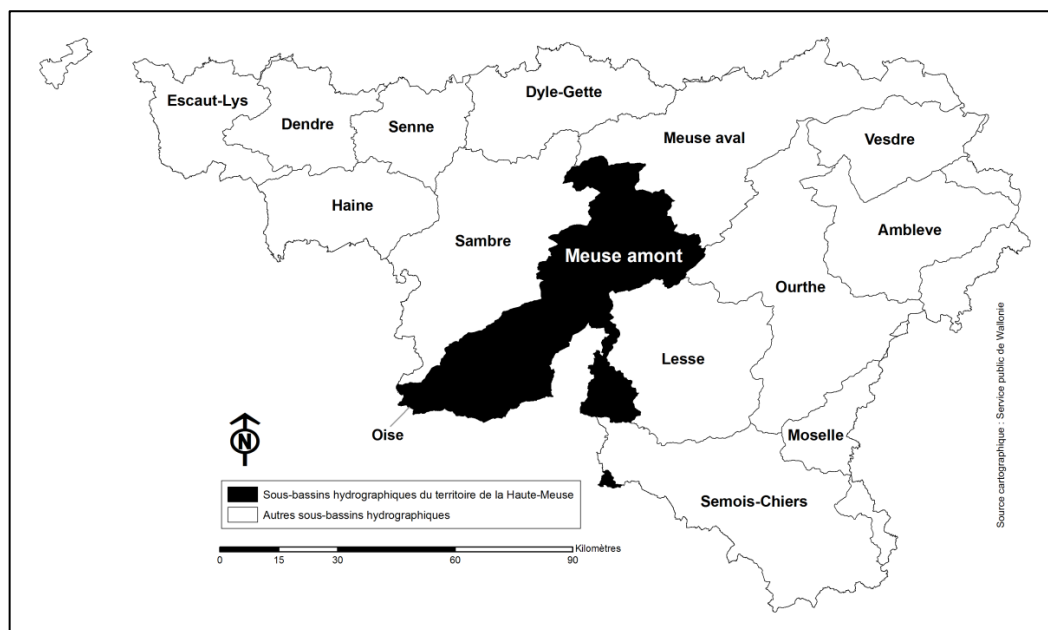 Escaut-Lys
Dendre
Senne
Dyle-Gette
Meuse aval
Vesdre
Haine
Sambre
Meuse amont
Ambleve
Ourthe
Lesse
Oise
Moselle
Semois-Chiers
N
Sous-bassins hydrographiques du territoire de la Haute-Meuse
Autres sous-bassins hydrographiques
Kilomètres
0 15 30 60 90
Source cartographique : Service public de Wallonie